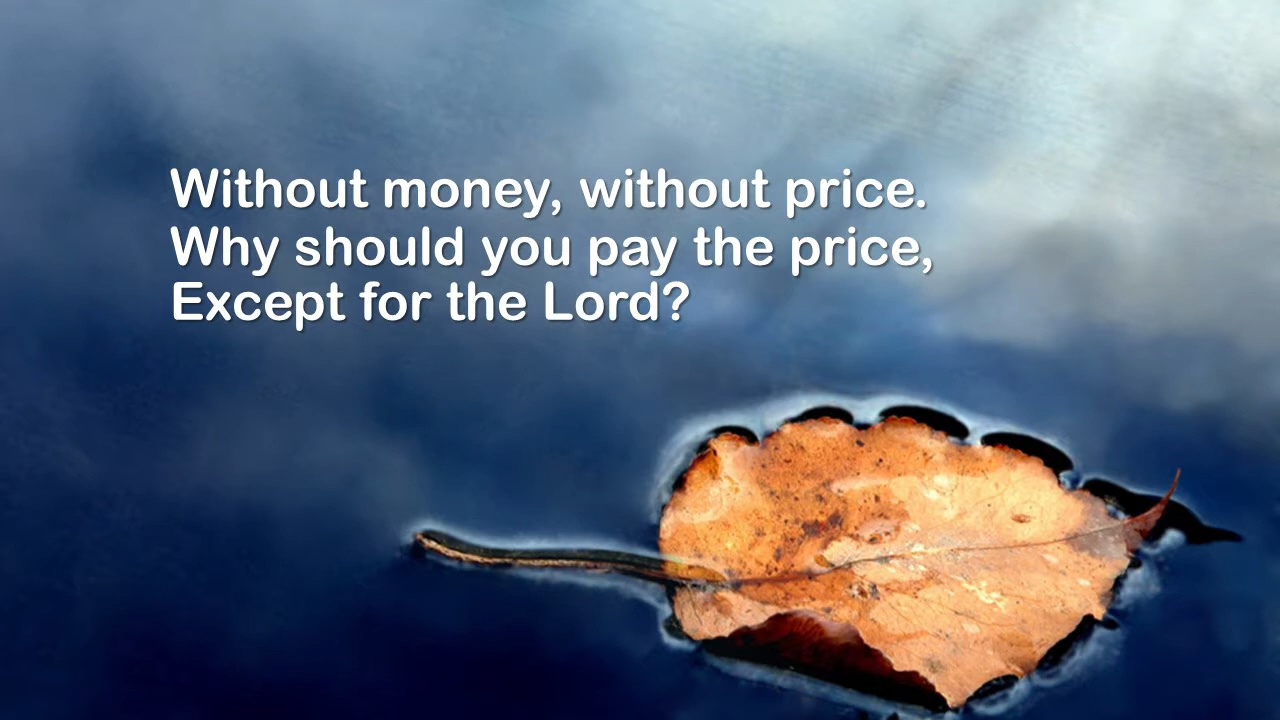 Without money, without price.
Why should you pay the price,
Except for the Lord?